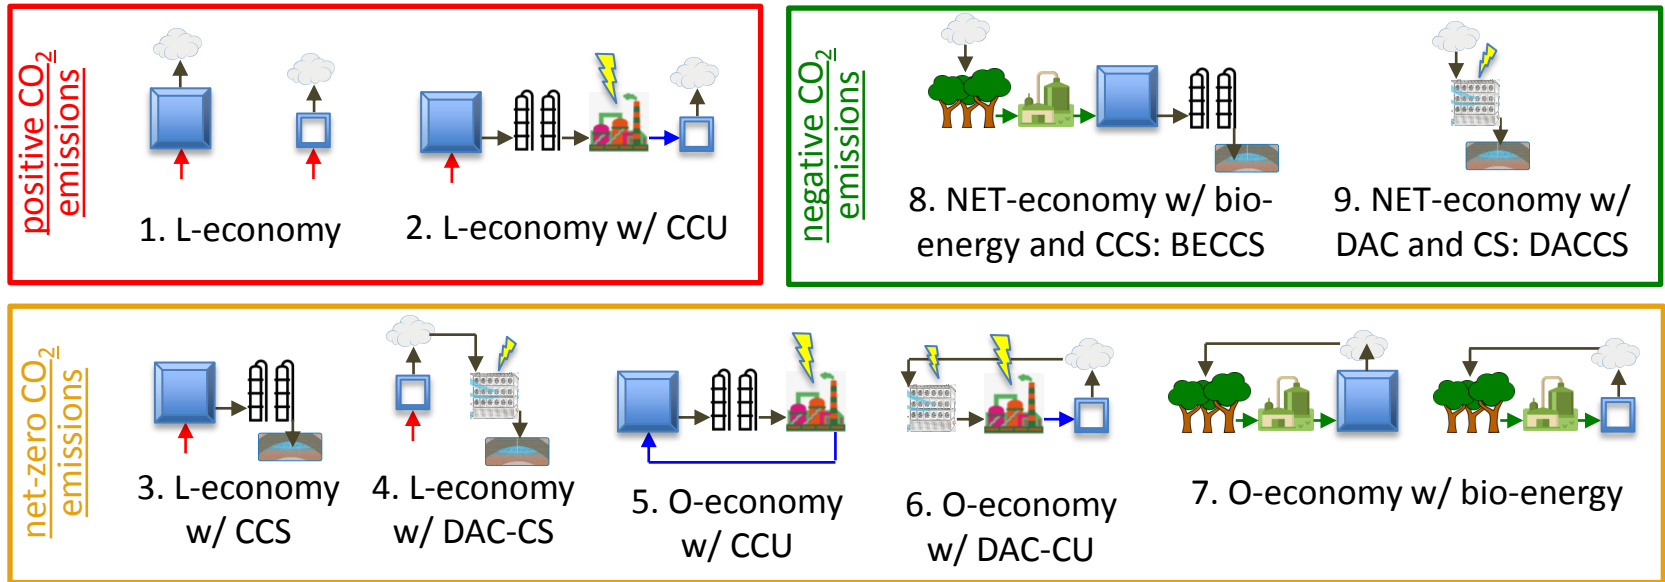 positive CO2
emissions
1. L-economy
2. L-economy w/ CCU
negative CO2
emissions
8. NET-economy w/ bio-
energy and CCS: BECCS
9. NET-economy w/
DAC and CS: DACCS
net-zero CO2
emissions
3. L-economy
w/ CCS
4. L-economy
w/ DAC-CS
5. O-economy
w/ CCU
6. O-economy
w/ DAC-CU
7. O-economy w/ bio-energy